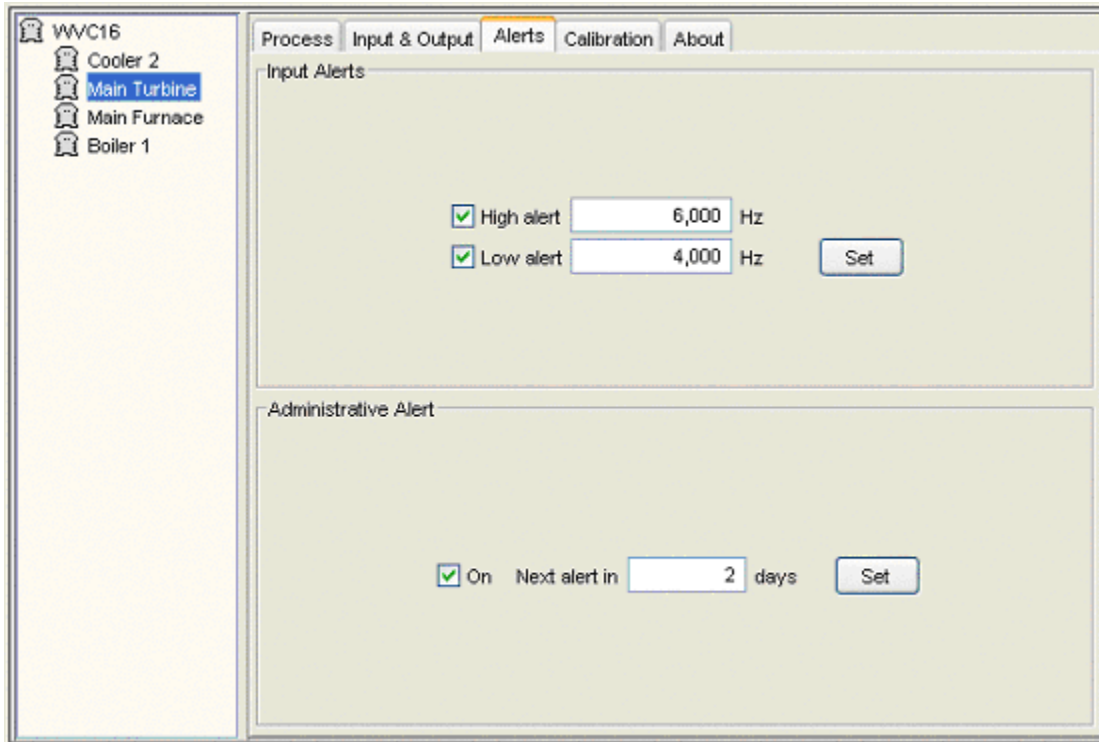 WVC16
Cooler 2
Main Turbine
Main Furnace
Boiler 1
Process Input & Output Alerts Calibration About
Input Alerts
High alert 6,000 Hz
Low alert 4,000 Hz Set
Administrative Alert
On Next alert in 2 days Set